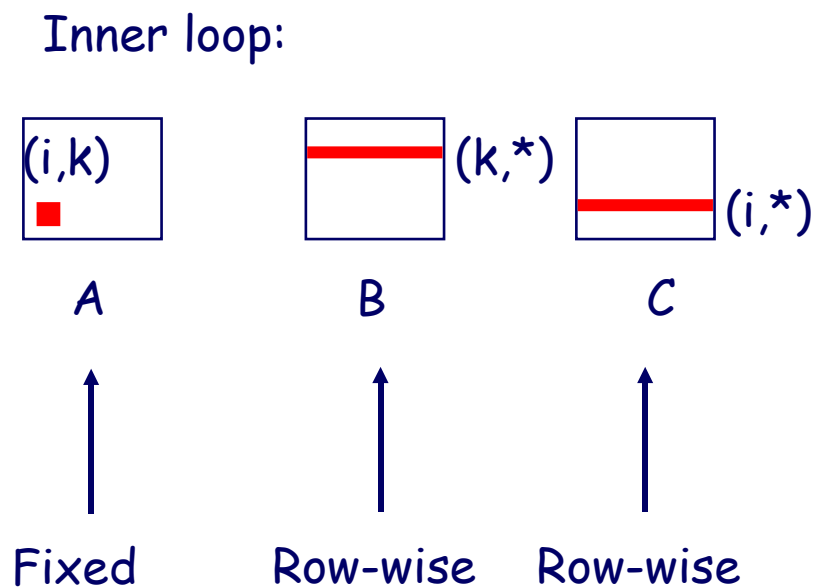 Inner loop:
(i,k) (k,*)
(i,*)
A B C
Fixed Row-wise Row-wise